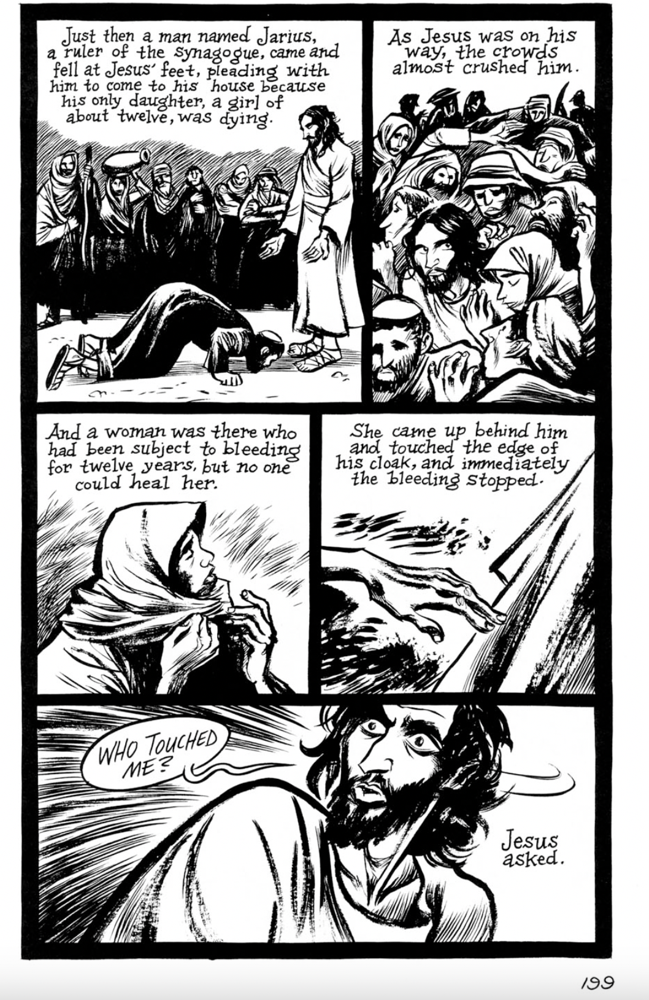 Just then a man named Jarius,
a ruler of the synagogue, came and
fell at Jesus' feet, pleading with
him to come to his house because
his only daughter, a girl of
about twelve, was dying.
As Jesus was on his
way, the crowds
almost crushed him.
And a woman was there who
had been subject to bleeding
for twelve years, but no one
could heal her.
She came up behind him
and touched the edge of
his cloak, and immediately
the bleeding stopped.
WHO TOUCHED
ME?
Jesus
asked.
199